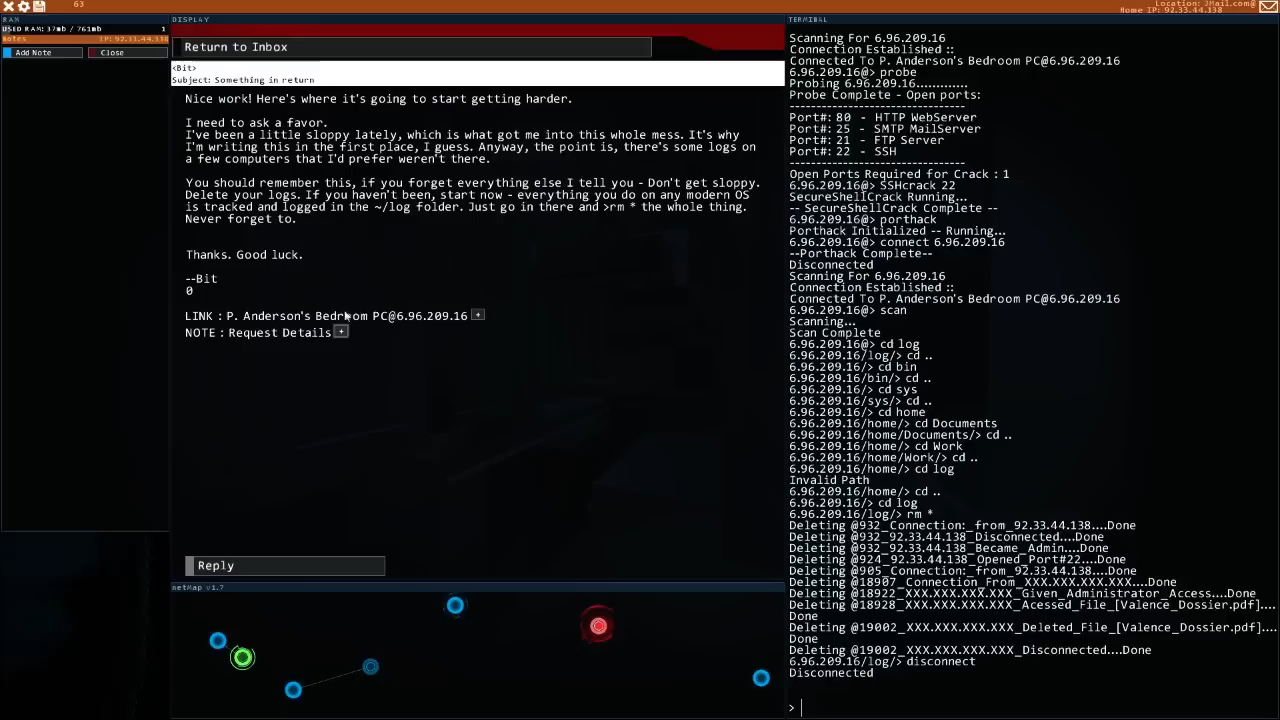 63
Location: JMail.com@
Home IP: 92.33.44.138
RAM
USED RAM: 37mb / 761mb
1
notes
IP: 92.33.44.138
Add Note
Close
DISPLAY
Return to Inbox
<Bit>
Subject: Something in return
Nice work! Here's where it's going to start getting harder.
I need to ask a favor.
I've been a little sloppy lately, which is what got me into this whole mess. It's why
I'm writing this in the first place, I guess. Anyway, the point is, there's some logs on
a few computers that I'd prefer weren't there.
You should remember this, if you forget everything else I tell you - Don't get sloppy.
Delete your logs. If you haven't been, start now - everything you do on any modern OS
is tracked and logged in the ~/log folder. Just go in there and >rm * the whole thing.
Never forget to.
Thanks. Good luck.
--Bit
0
LINK : P. Anderson's Bedroom PC@6.96.209.16 +
NOTE : Request Details +
Reply
netMap v1.7
TERMINAL
Scanning For 6.96.209.16
Connection Established ::
Connected To P. Anderson's Bedroom PC@6.96.209.16
6.96.209.16@> probe
Probing 6.96.209.16.............
Probe Complete - Open ports:
---------------------------------
Port#: 80 - HTTP WebServer
Port#: 25 - SMTP MailServer
Port#: 21 - FTP Server
Port#: 22 - SSH
---------------------------------
Open Ports Required for Crack : 1
6.96.209.16@> SSHcrack 22
SecureShellCrack Running...
-- SecureShellCrack Complete --
6.96.209.16@> porthack
Porthack Initialized -- Running...
6.96.209.16@> connect 6.96.209.16
--Porthack Complete--
Disconnected
Scanning For 6.96.209.16
Connection Established ::
Connected To P. Anderson's Bedroom PC@6.96.209.16
6.96.209.16@> scan
Scanning...
Scan Complete
6.96.209.16@> cd log
6.96.209.16/log/> cd ..
6.96.209.16/> cd bin
6.96.209.16/bin/> cd ..
6.96.209.16/> cd sys
6.96.209.16/sys/> cd ..
6.96.209.16/> cd home
6.96.209.16/home/> cd Documents
6.96.209.16/home/Documents/> cd ..
6.96.209.16/home/> cd Work
6.96.209.16/home/Work/> cd ..
6.96.209.16/home/> cd log
Invalid Path
6.96.209.16/home/> cd ..
6.96.209.16/> cd log
6.96.209.16/log/> rm *
Deleting @932_Connection:_from_92.33.44.138....Done
Deleting @932_92.33.44.138_Disconnected....Done
Deleting @932_92.33.44.138_Became_Admin....Done
Deleting @924_92.33.44.138_Opened_Port#22....Done
Deleting @905_Connection:_from_92.33.44.138....Done
Deleting @18907_Connection_From_XXX.XXX.XXX.XXX....Done
Deleting @18922_XXX.XXX.XXX.XXX_Given_Administrator_Access....Done
Deleting @18928_XXX.XXX.XXX.XXX_Acessed_File_[Valence_Dossier.pdf]....
Done
Deleting @19002_XXX.XXX.XXX.XXX_Deleted_File_[Valence_Dossier.pdf]....
Done
Deleting @19002_XXX.XXX.XXX.XXX_Disconnected....Done
6.96.209.16/log/> disconnect
Disconnected
>